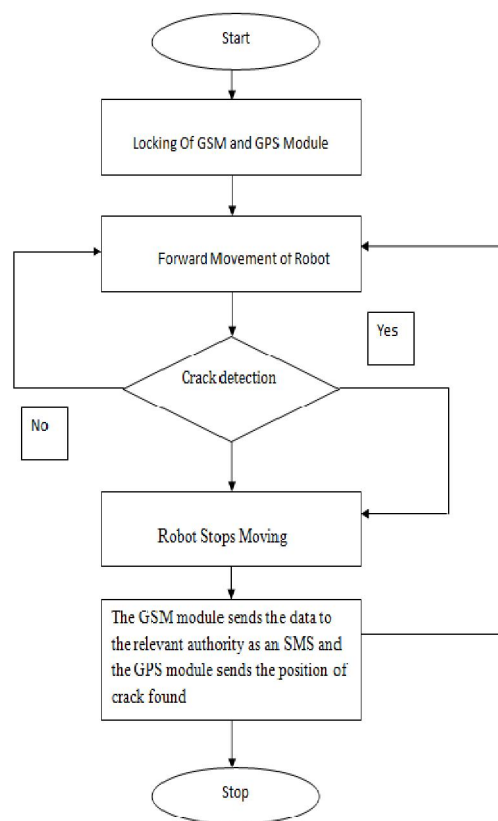 Start
Locking Of GSM and GPS Module
Forward Movement of Robot
Yes
Crack detection
No
Robot Stops Moving
The GSM module sends the data to
the relevant authority as an SMS and
the GPS module sends the position of
crack found
Stop